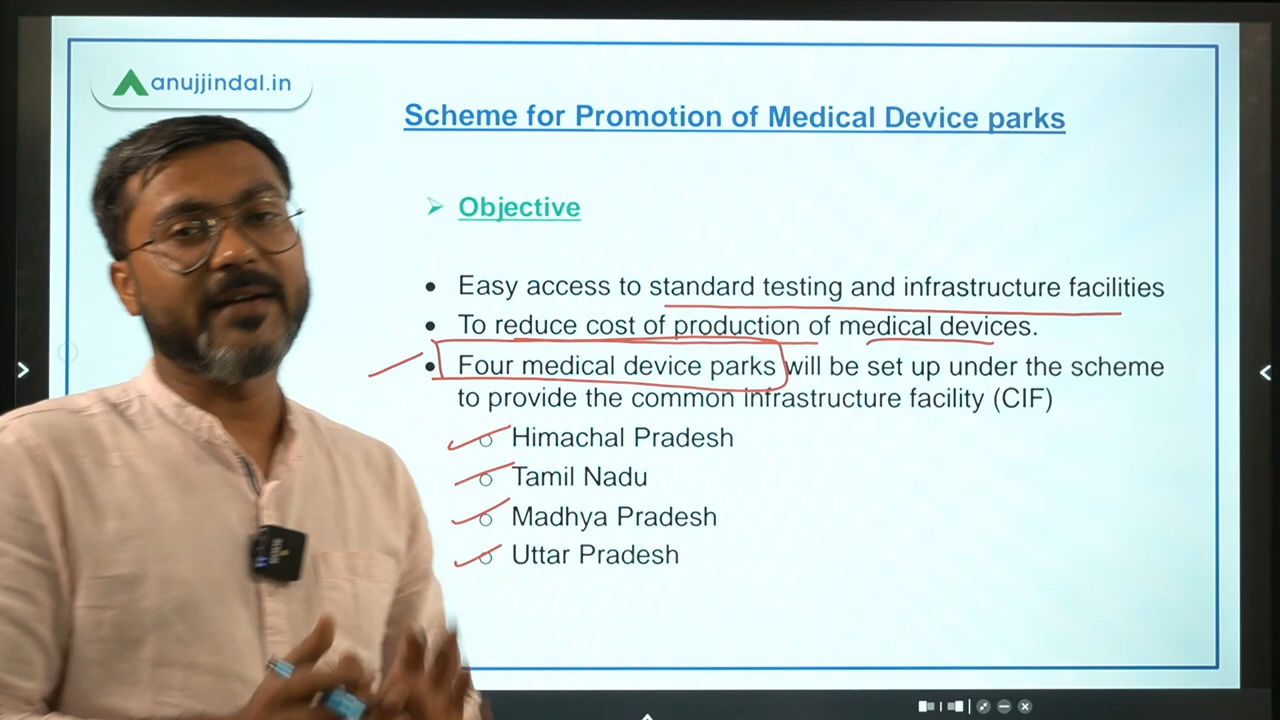 anujjindal.in
Scheme for Promotion of Medical Device parks
Objective
Easy access to standard testing and infrastructure facilities
To reduce cost of production of medical devices.
Four medical device parks will be set up under the scheme
to provide the common infrastructure facility (CIF)
Himachal Pradesh
Tamil Nadu
Madhya Pradesh
Uttar Pradesh